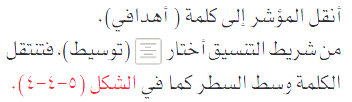 أنقل المؤشر إلى كلمة ( أهدافي).
من شريط التنسيق أختار (توسيط)، فتنتقل
الكلمة وسط السطر كما في الشكل (٥-٤-٤).